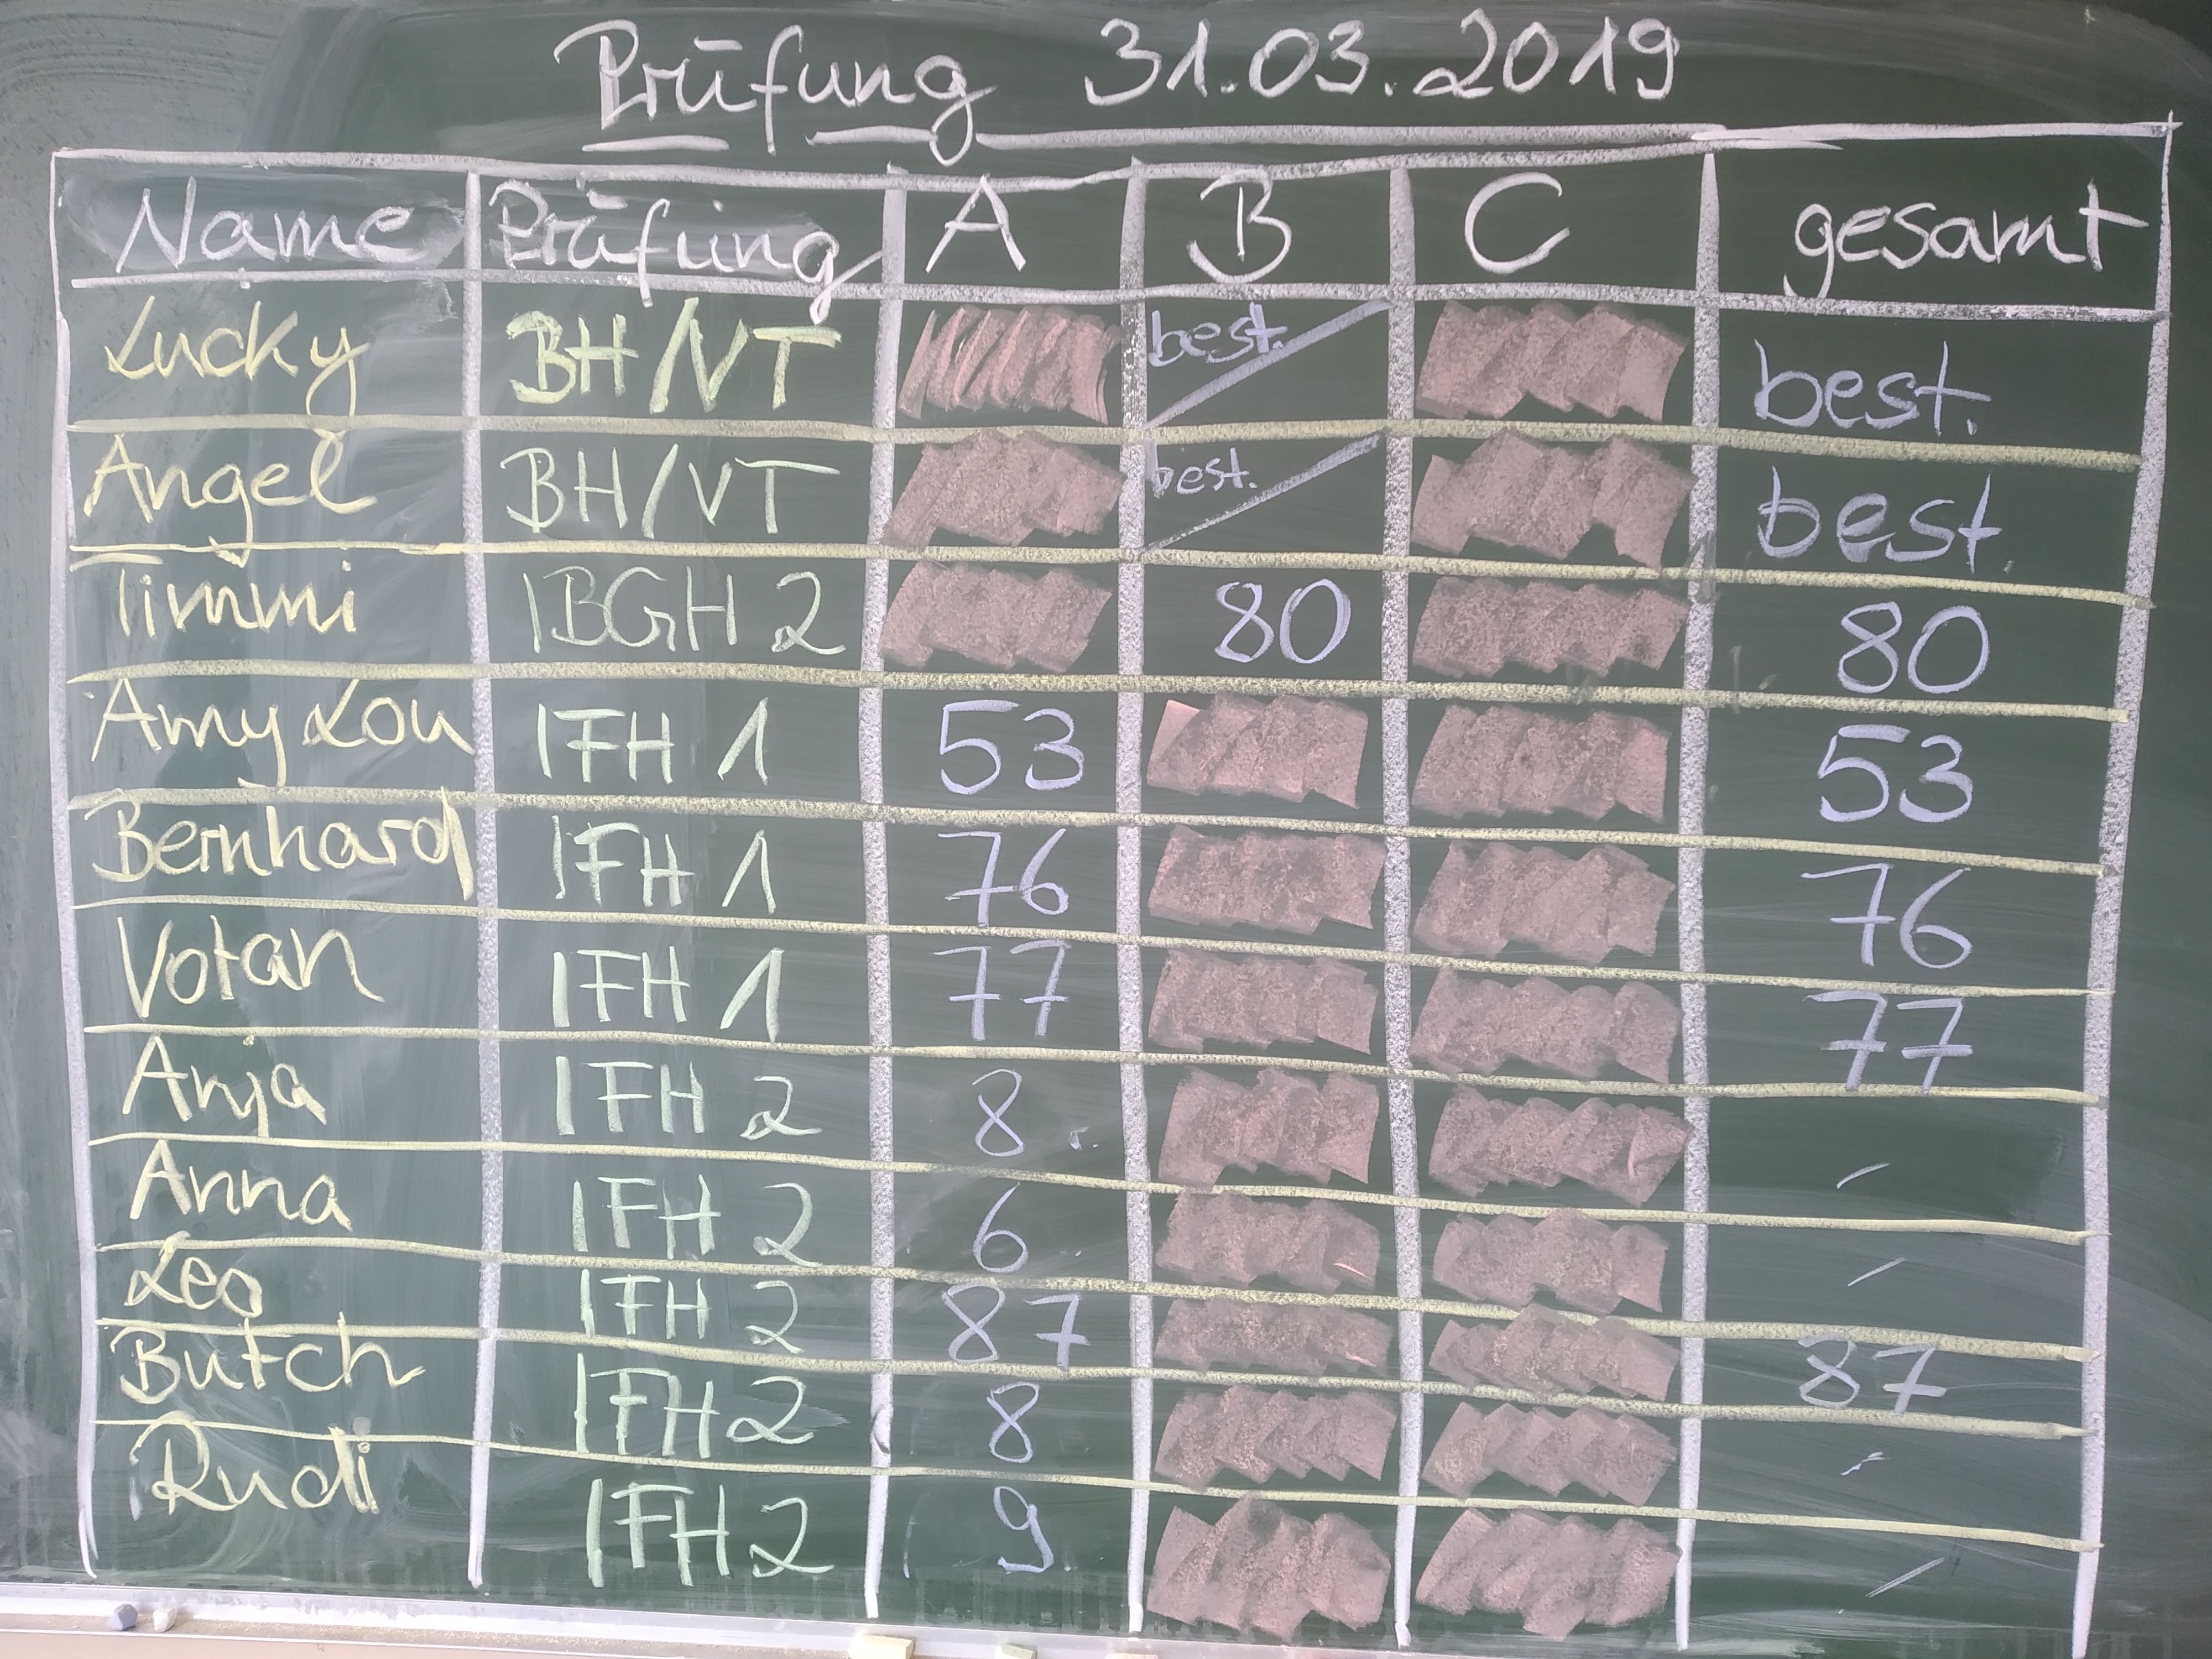 Prüfung 31.03.2019
Name Prüfung A B C gesamt
Lucky BH/VT best. best.
Angel BH/VT best. best.
Timmi IBGH 2 80 80
Amy Lou IFH 1 53 53
Bernhard IFH 1 76 76
Votan IFH 1 77 77
Anja IFH 2 8 -
Anna IFH 2 6 -
Leo IFH 2 87 87
Butch IFH 2 8 -
Rudi IFH 2 9 -